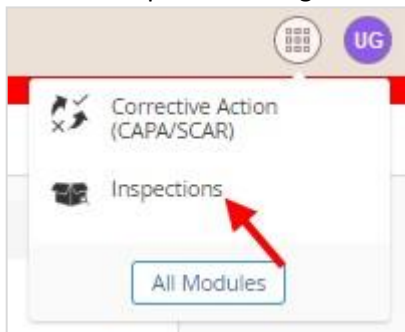 UG
Corrective Action
(CAPA/SCAR)
Inspections
All Modules